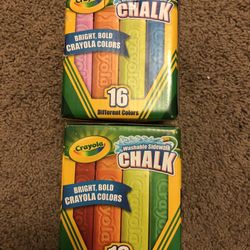 CHALK
BRIGHT, BOLD
CRAYOLA COLORS
16
Different Colors
Crayola
Washable Sidewalk
CHALK
BRIGHT, BOLD
CRAYOLA COLORS